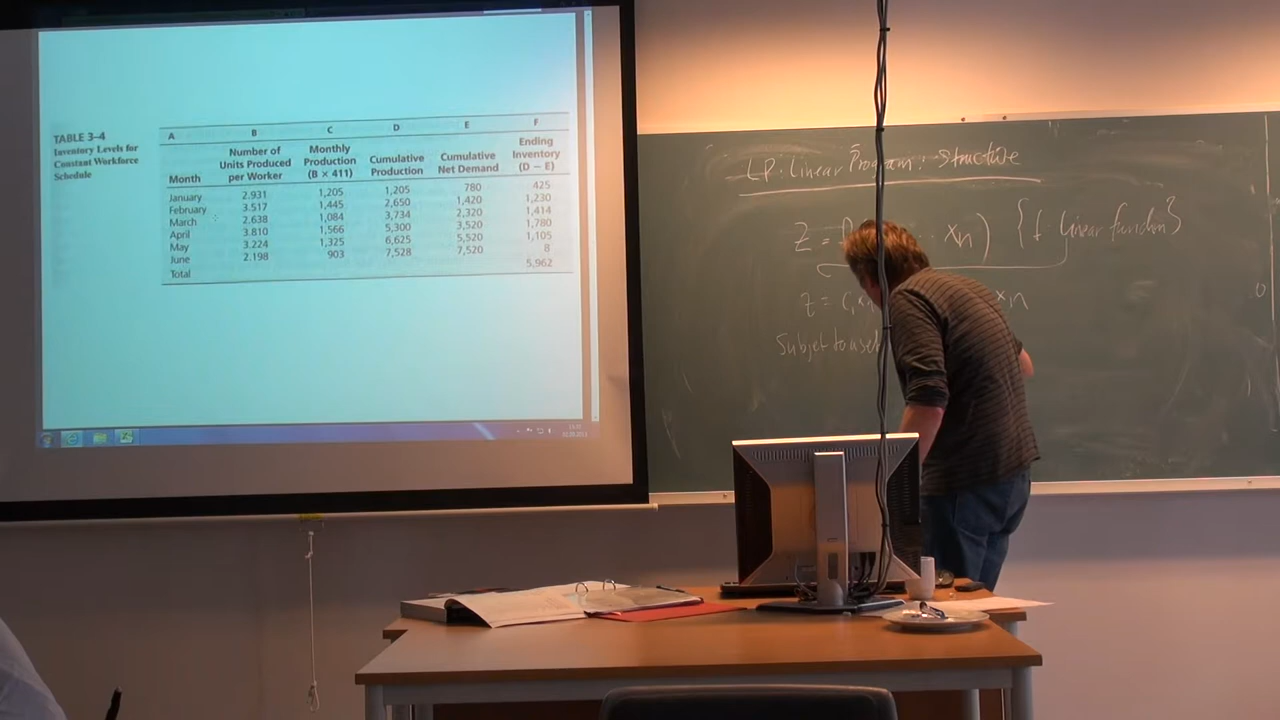 TABLE 3–4
Inventory Levels for
Constant Workforce
Schedule
A B C D E F
Month Number of Units Produced per Worker Monthly Production (B × 411) Cumulative Production Cumulative Net Demand Ending Inventory (D − E)
January 2.931 1,205 1,205 780 425
February 3.517 1,445 2,650 1,420 1,230
March 2.638 1,084 3,734 2,320 1,414
April 3.810 1,566 5,300 3,520 1,780
May 3.224 1,325 6,625 5,520 1,105
June 2.198 903 7,528 7,520 8
Total 5,962
LP: Linear Program: structure
Z = xn) {f linear function}
z = c, xn
Subject to a
0